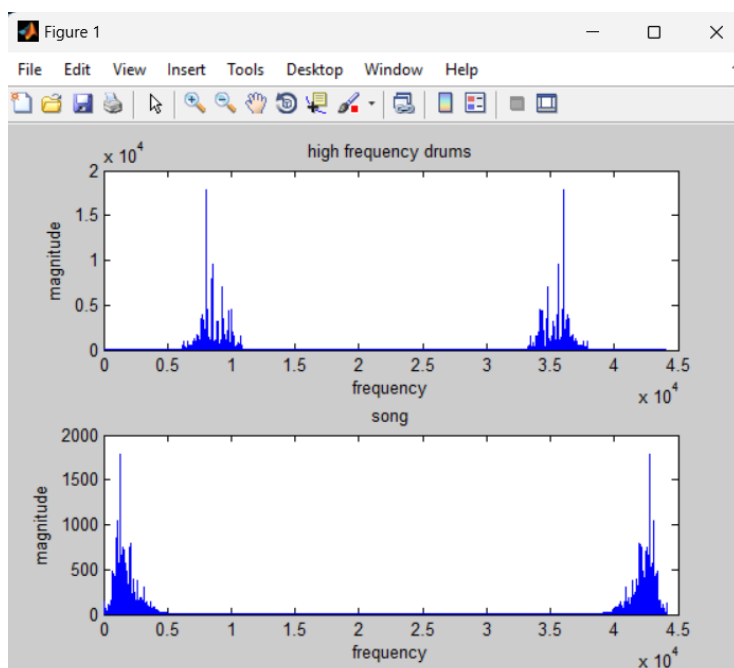 Figure 1
File Edit View Insert Tools Desktop Window Help
high frequency drums
x 10^4
2
1.5
1
0.5
0
magnitude
0 0.5 1 1.5 2 2.5 3 3.5 4 4.5
frequency
x 10^4
song
2000
1500
1000
500
0
magnitude
0 0.5 1 1.5 2 2.5 3 3.5 4 4.5
frequency
x 10^4